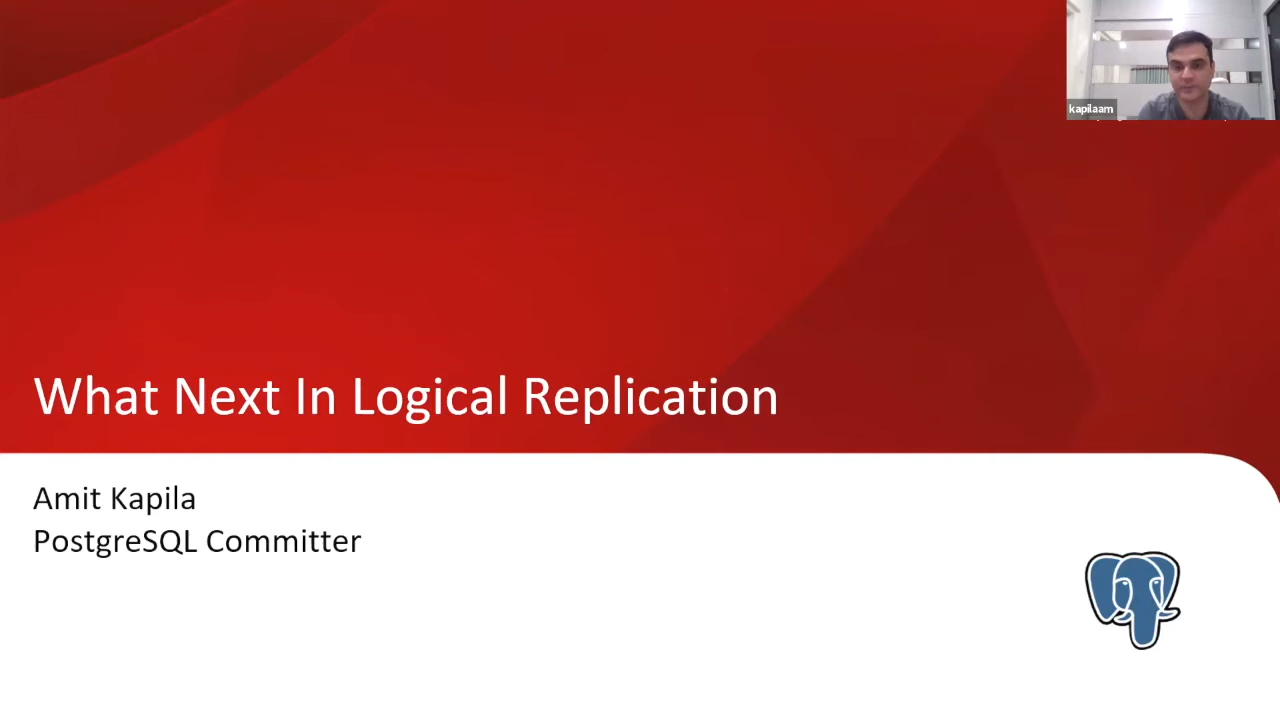 kapilaam
What Next In Logical Replication
Amit Kapila
PostgreSQL Committer